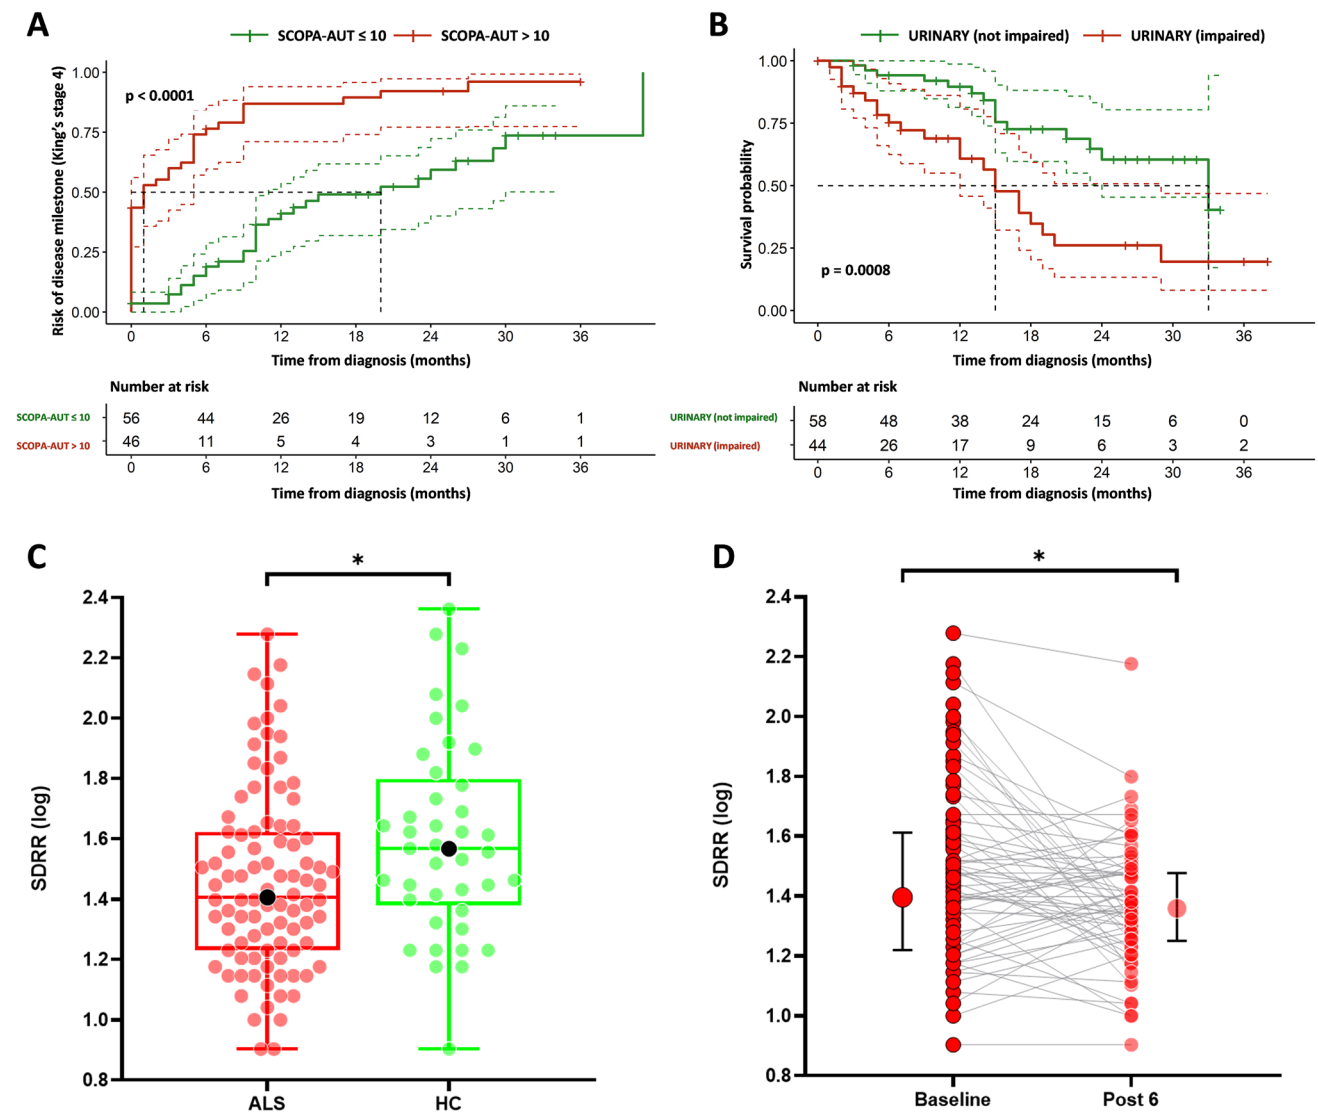 A
SCOPA-AUT ≤ 10 SCOPA-AUT > 10
Risk of disease milestone (King's stage 4)
1.00
0.75
0.50
0.25
0.00
p < 0.0001
0 6 12 18 24 30 36
Time from diagnosis (months)
Number at risk
SCOPA-AUT ≤ 10 56 44 26 19 12 6 1
SCOPA-AUT > 10 46 11 5 4 3 1 1
0 6 12 18 24 30 36
Time from diagnosis (months)
B
URINARY (not impaired) URINARY (impaired)
Survival probability
1.00
0.75
0.50
0.25
0.00
p = 0.0008
0 6 12 18 24 30 36
Time from diagnosis (months)
Number at risk
URINARY (not impaired) 58 48 38 24 15 6 0
URINARY (impaired) 44 26 17 9 6 3 2
0 6 12 18 24 30 36
Time from diagnosis (months)
C
*
SDRR (log)
2.4
2.2
2.0
1.8
1.6
1.4
1.2
1.0
0.8
ALS HC
D
*
SDRR (log)
2.4
2.2
2.0
1.8
1.6
1.4
1.2
1.0
0.8
Baseline Post 6